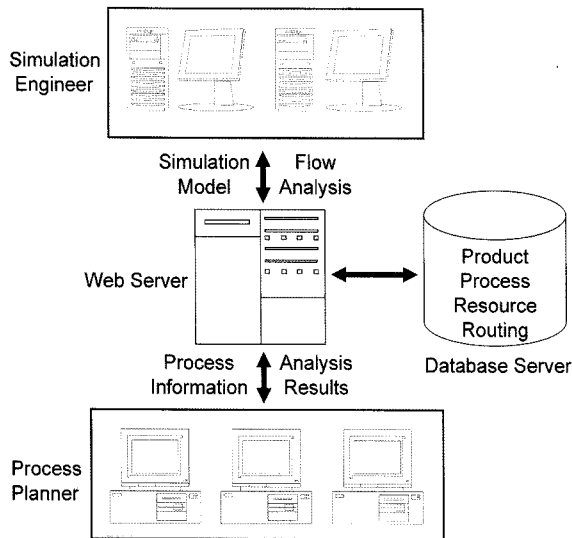 Simulation
Engineer
Simulation
Model
Flow
Analysis
Web Server
Product
Process
Resource
Routing
Database Server
Process
Information
Analysis
Results
Process
Planner